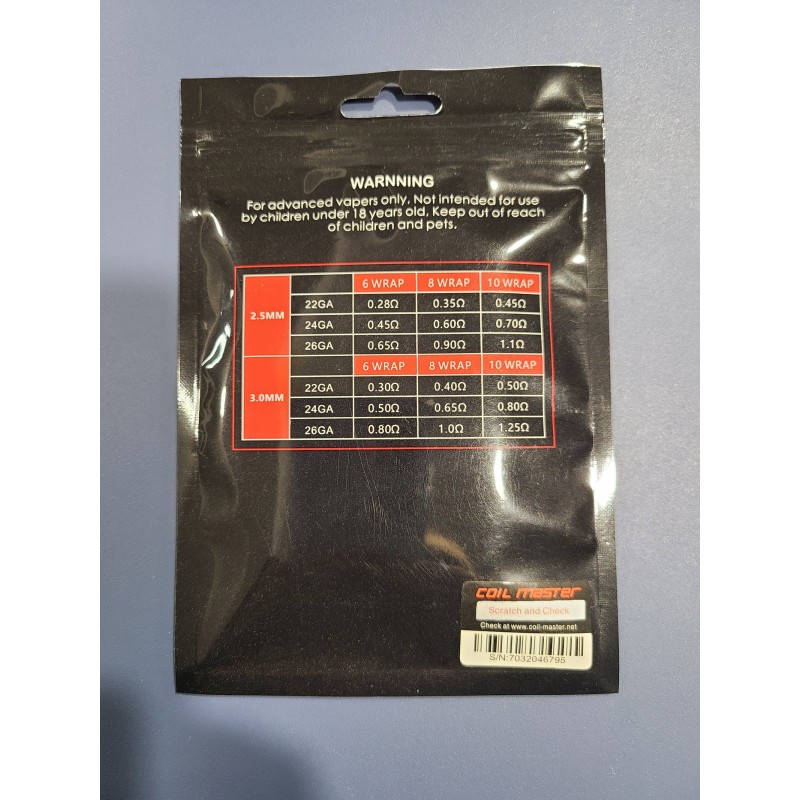 WARNNING
For advanced vapers only, Not intended for use
by children under 18 years old, Keep out of reach
of children and pets.
6 WRAP 8 WRAP 10 WRAP
2.5MM
22GA 0.28Ω 0.35Ω 0.45Ω
24GA 0.45Ω 0.60Ω 0.70Ω
26GA 0.65Ω 0.90Ω 1.1Ω
6 WRAP 8 WRAP 10 WRAP
3.0MM
22GA 0.30Ω 0.40Ω 0.50Ω
24GA 0.50Ω 0.65Ω 0.80Ω
26GA 0.80Ω 1.0Ω 1.25Ω
COIL MASTER
Scratch and Check
Check at www.coil-master.net
S/N:7032046795